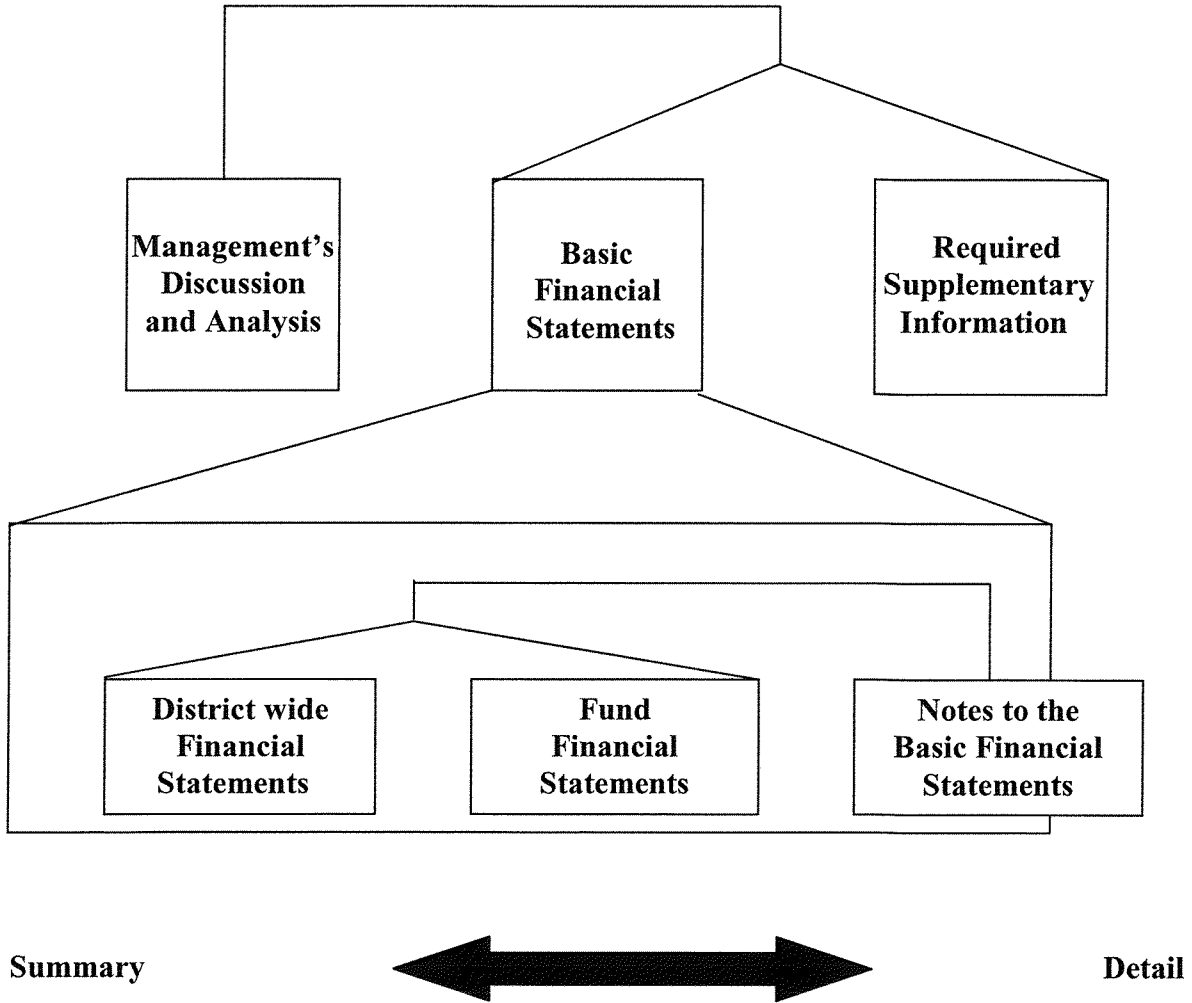 Management's
Discussion
and Analysis
Basic
Financial
Statements
Required
Supplementary
Information
District wide
Financial
Statements
Fund
Financial
Statements
Notes to the
Basic Financial
Statements
Summary
Detail